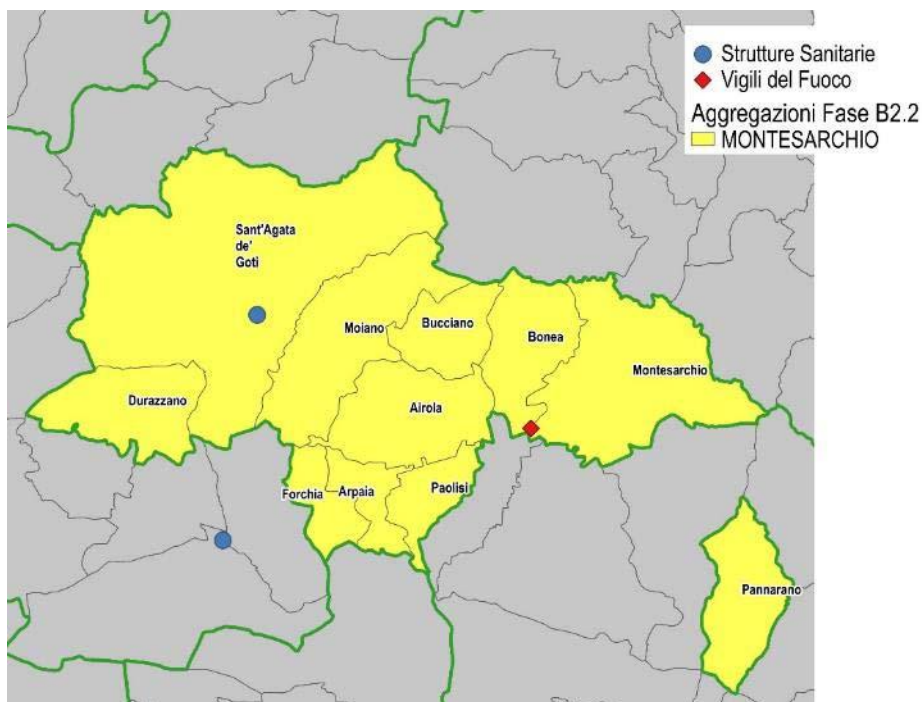 Strutture Sanitarie
Vigili del Fuoco
Aggregazioni Fase B2.2
MONTESARCHIO
Sant'Agata
de'
Goti
Moiano
Bucciano
Bonea
Montesarchio
Durazzano
Airola
Forchia
Arpaia
Paolisi
Pannarano